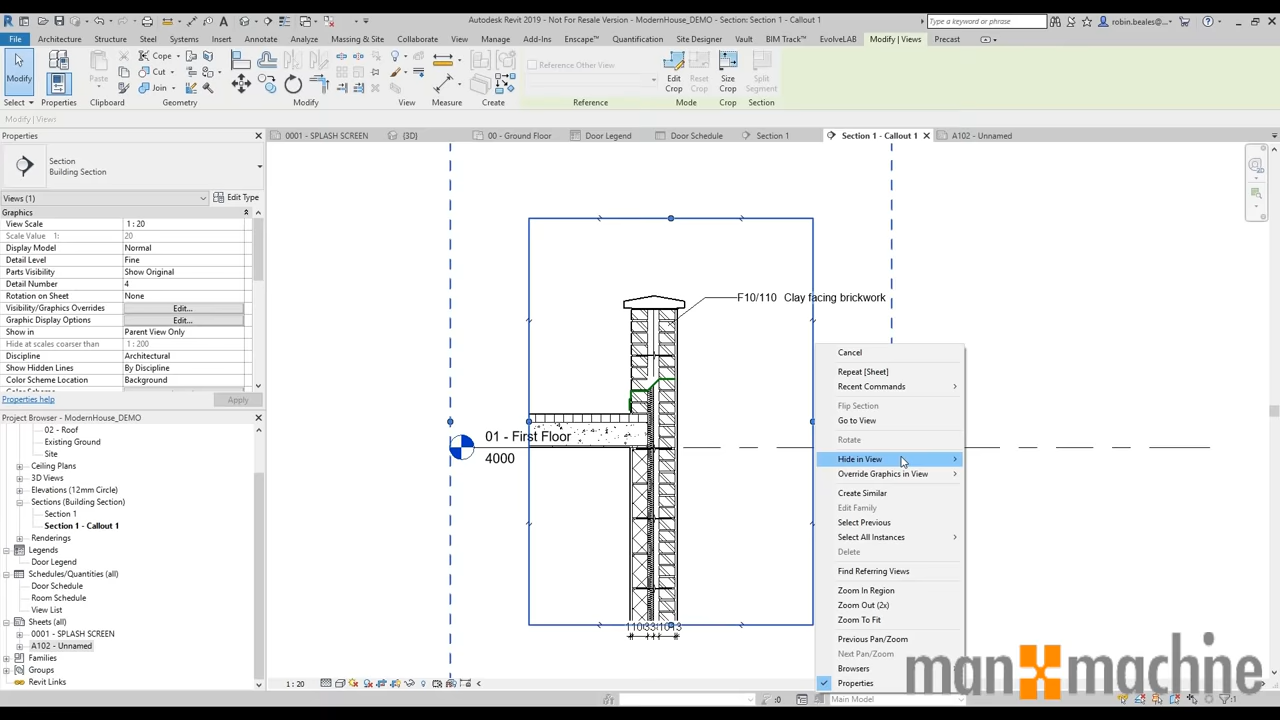 Autodesk Revit 2019 - Not For Resale Version - ModernHouse_DEMO - Section: Section 1 - Callout 1
Type a keyword or phrase
robin.beales...
File Architecture Structure Steel Systems Insert Annotate Analyze Massing & Site Collaborate View Manage Add-Ins Enscape™ Quantification Site Designer Vault BIM Track™ EvolveLAB Modify | Views Precast
Modify
Properties
Paste
Cope
Cut
Join
Reference Other View
Edit Crop
Reset Crop
Size Crop
Split Segment
Select Properties Clipboard Geometry Modify View Measure Create Reference Mode Crop Section
Modify | Views
Properties
0001 - SPLASH SCREEN
{3D}
00 - Ground Floor
Door Legend
Door Schedule
Section 1
Section 1 - Callout 1
A102 - Unnamed
Section
Building Section
Views (1)
Edit Type
Graphics
View Scale 1 : 20
Scale Value 1: 20
Display Model Normal
Detail Level Fine
Parts Visibility Show Original
Detail Number 4
Rotation on Sheet None
Visibility/Graphics Overrides Edit...
Graphic Display Options Edit...
Show in Parent View Only
Hide at scales coarser than 1 : 200
Discipline Architectural
Show Hidden Lines By Discipline
Color Scheme Location Background
Properties help
Apply
Project Browser - ModernHouse_DEMO
02 - Roof
Existing Ground
Site
Ceiling Plans
3D Views
Elevations (12mm Circle)
Sections (Building Section)
Section 1
Section 1 - Callout 1
Renderings
Legends
Door Legend
Schedules/Quantities (all)
Door Schedule
Room Schedule
View List
Sheets (all)
0001 - SPLASH SCREEN
A102 - Unnamed
Families
Groups
Revit Links
F10/110 Clay facing brickwork
01 - First Floor
4000
Cancel
Repeat [Sheet]
Recent Commands
Flip Section
Go to View
Rotate
Hide in View
Override Graphics in View
Create Similar
Edit Family
Select Previous
Select All Instances
Delete
Find Referring Views
Zoom In Region
Zoom Out (2x)
Zoom To Fit
Previous Pan/Zoom
Next Pan/Zoom
Browsers
Properties
1 : 20
:0
Main Model
:1
man machine